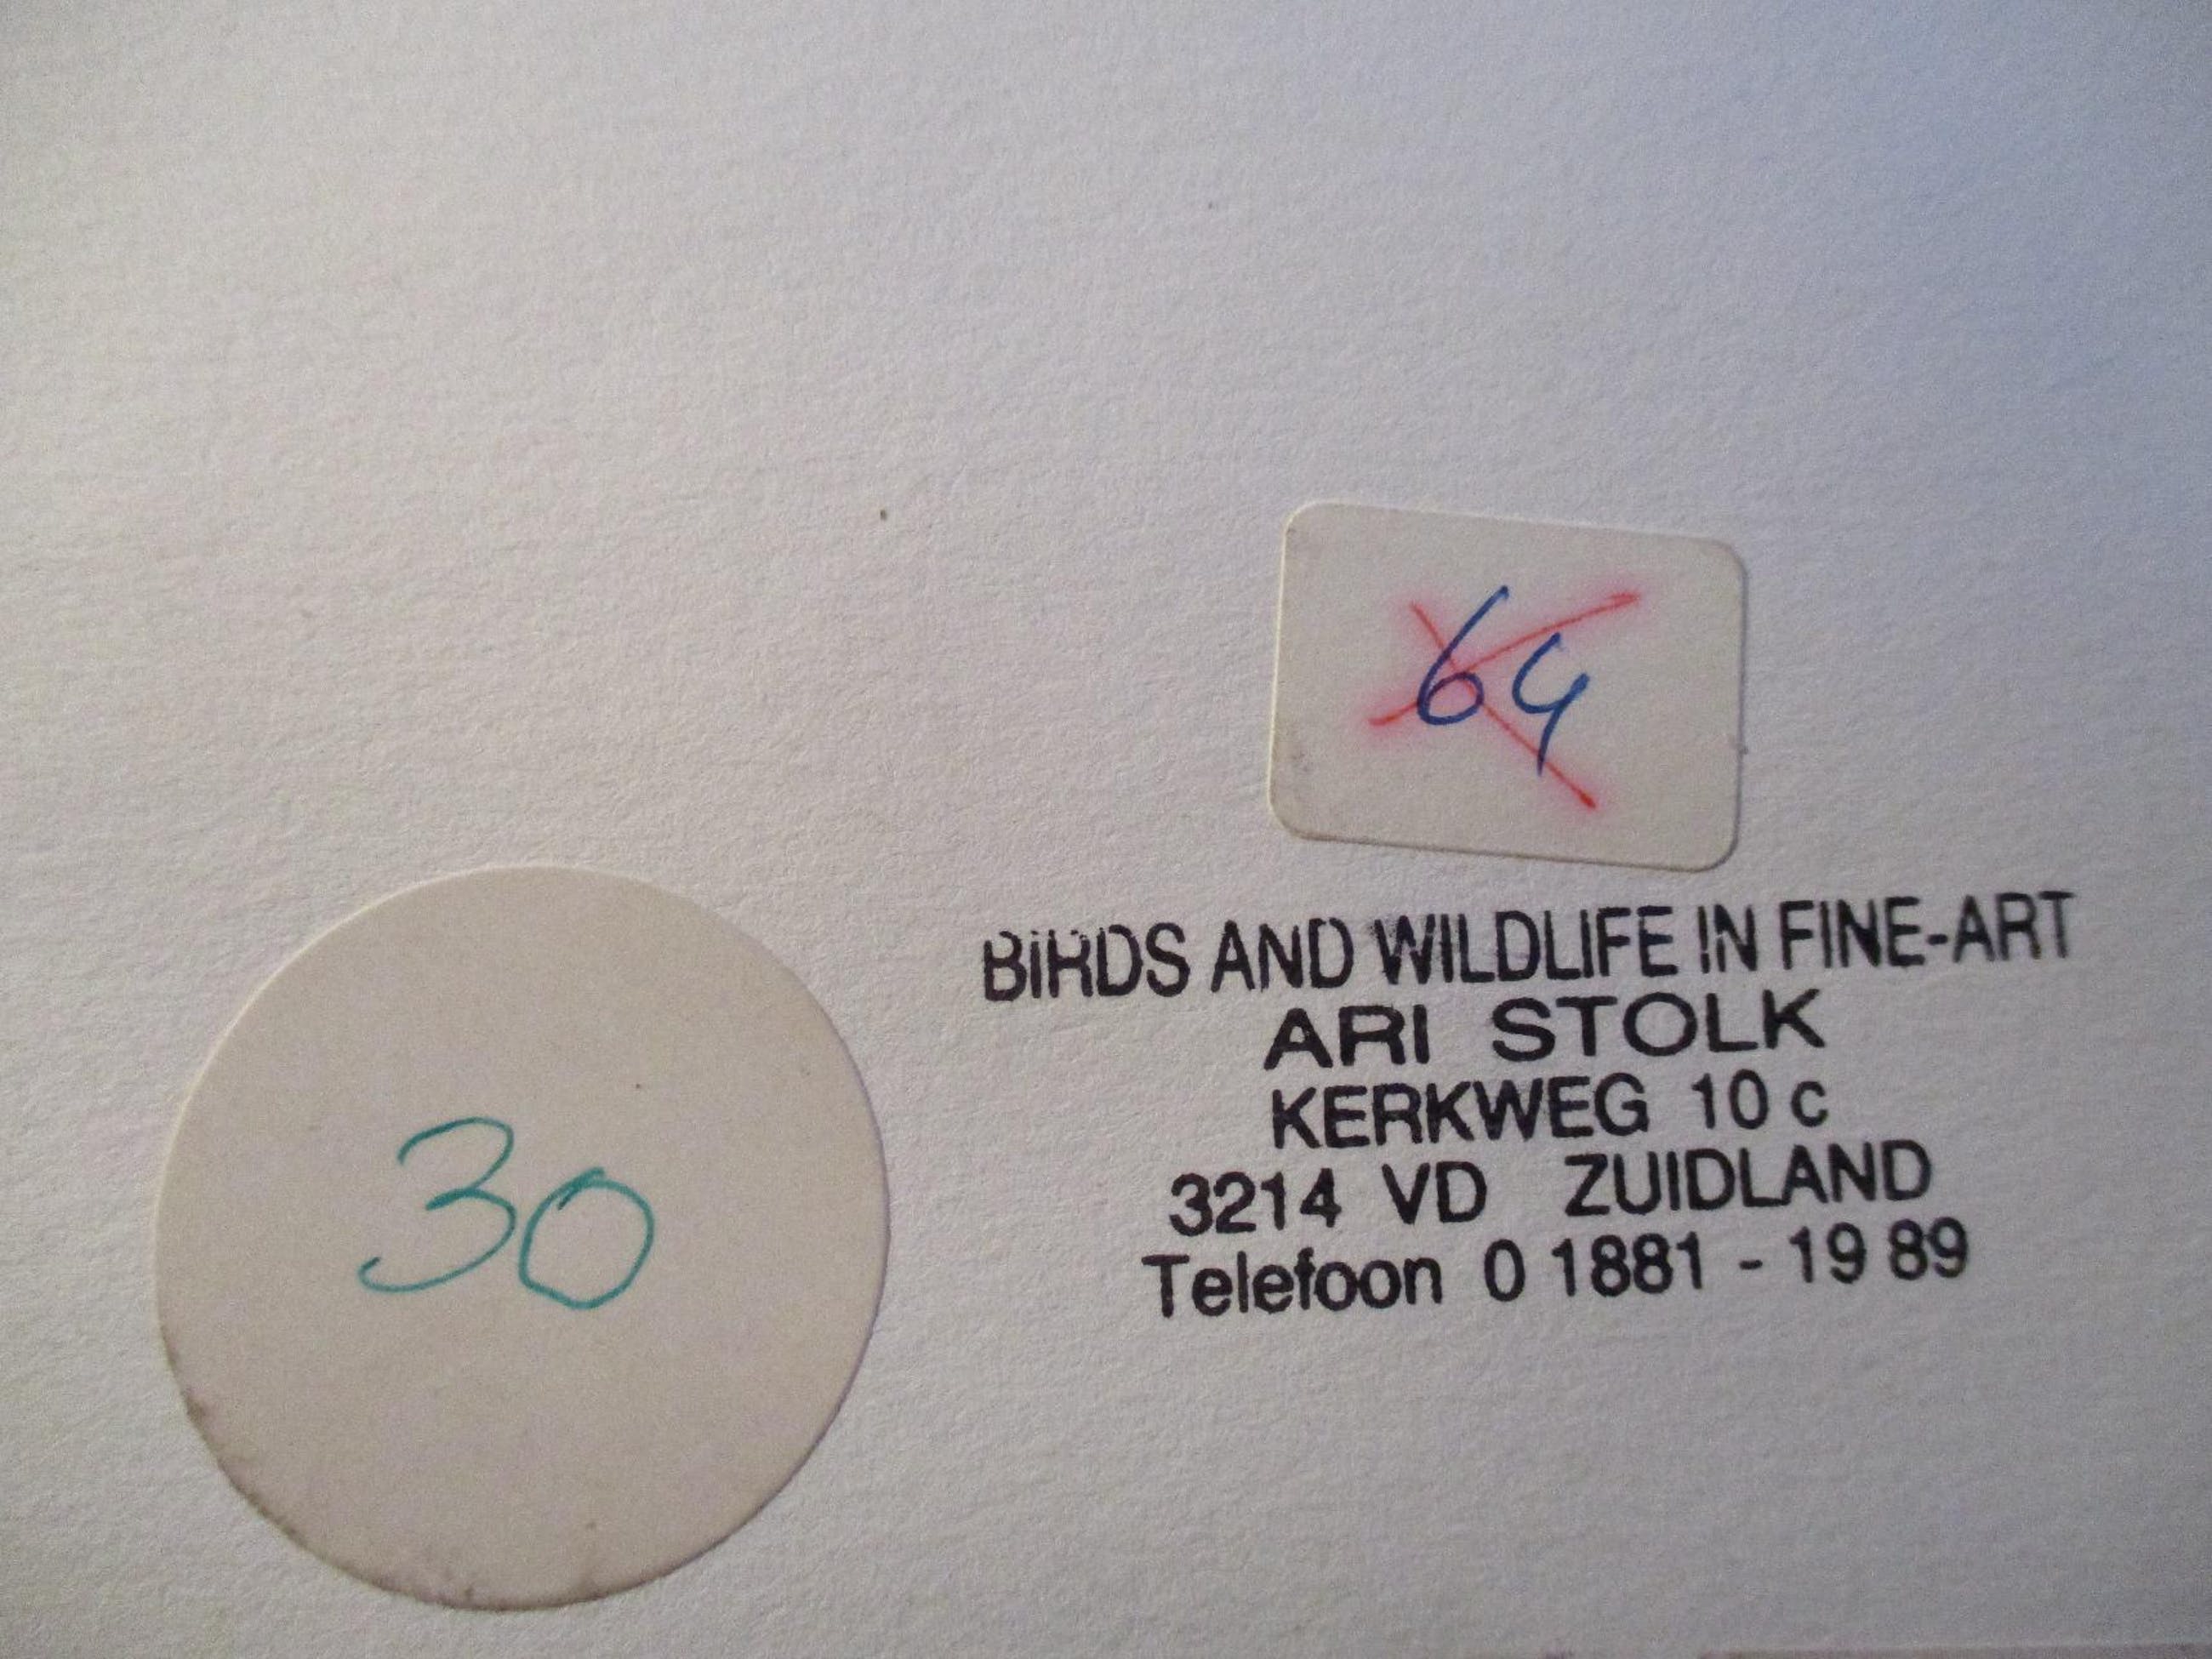 64
BIRDS AND WILDLIFE IN FINE-ART
ARI STOLK
KERKWEG 10 c
3214 VD ZUIDLAND
Telefoon 0 1881 - 19 89
30